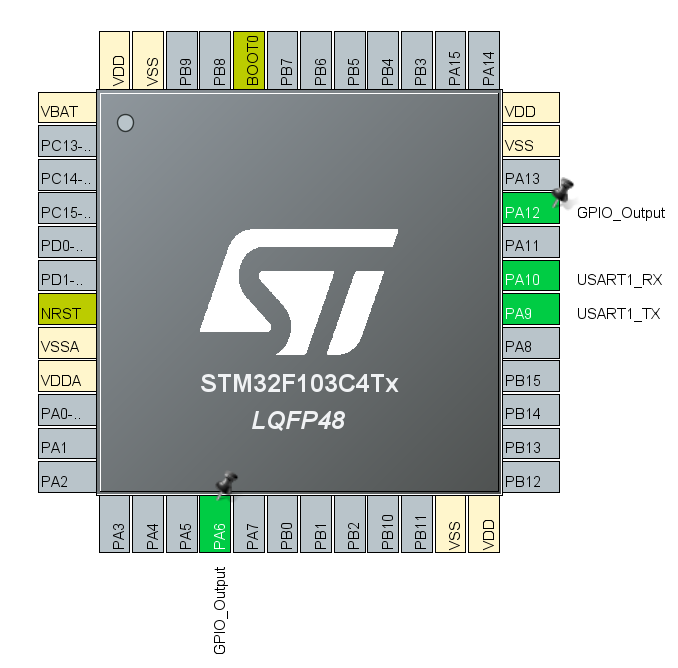 VDD
VSS
PB9
PB8
BOOT0
PB7
PB6
PB5
PB4
PB3
PA15
PA14
VBAT
PC13-..
PC14-..
PC15-..
PD0-..
PD1-..
NRST
VSSA
VDDA
PA0-..
PA1
PA2
VDD
VSS
PA13
PA12 GPIO_Output
PA11
PA10 USART1_RX
PA9 USART1_TX
PA8
PB15
PB14
PB13
PB12
ST
STM32F103C4Tx
LQFP48
PA3
PA4
PA5
PA6
PA7
PB0
PB1
PB2
PB10
PB11
VSS
VDD
GPIO_Output